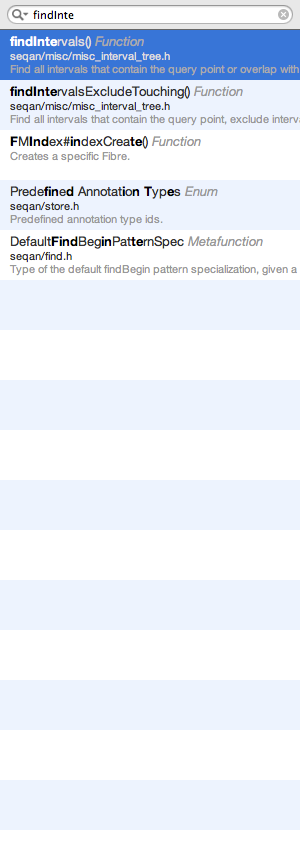 findInte
findIntervals() Function
seqan/misc/misc_interval_tree.h
Find all intervals that contain the query point or overlap with
findIntervalsExcludeTouching() Function
seqan/misc/misc_interval_tree.h
Find all intervals that contain the query point, exclude interva
FMIndex#indexCreate() Function
Creates a specific Fibre.
Predefined Annotation Types Enum
seqan/store.h
Predefined annotation type ids.
DefaultFindBeginPatternSpec Metafunction
seqan/find.h
Type of the default findBegin pattern specialization, given a